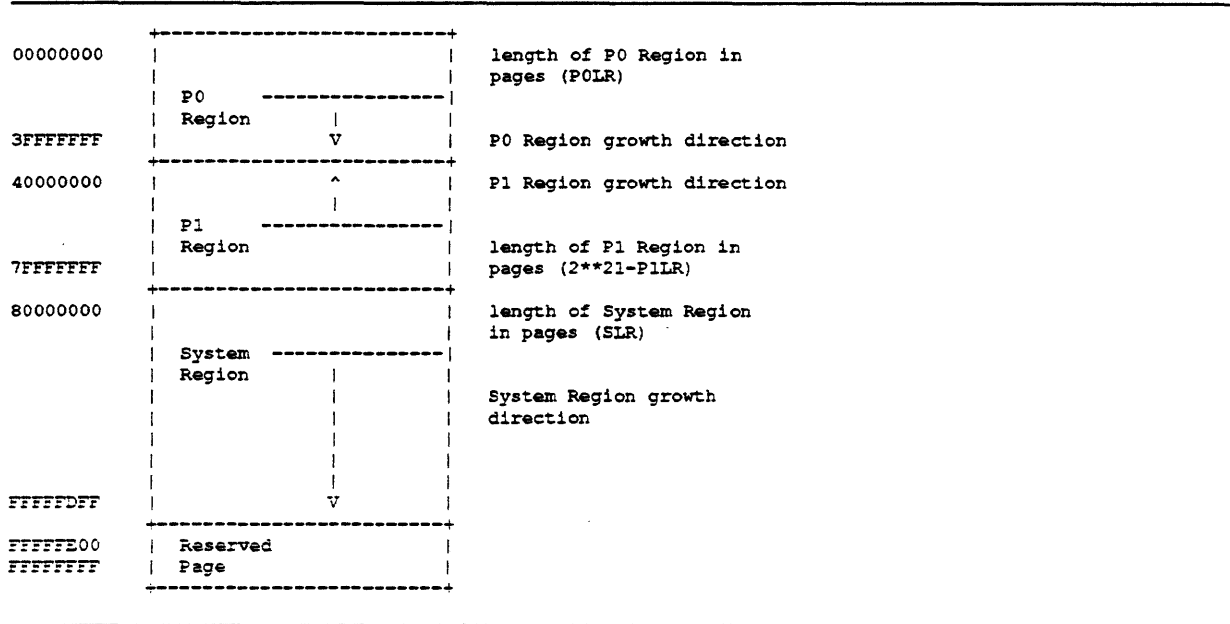 00000000 length of P0 Region in
pages (P0LR)
P0
Region
3FFFFFFF P0 Region growth direction
40000000 P1 Region growth direction
P1
Region length of P1 Region in
7FFFFFFF pages (2**21-P1LR)
80000000 length of System Region
in pages (SLR)
System
Region
System Region growth
direction
FFFFFDFF
FFFFFE00 Reserved
FFFFFFFF Page